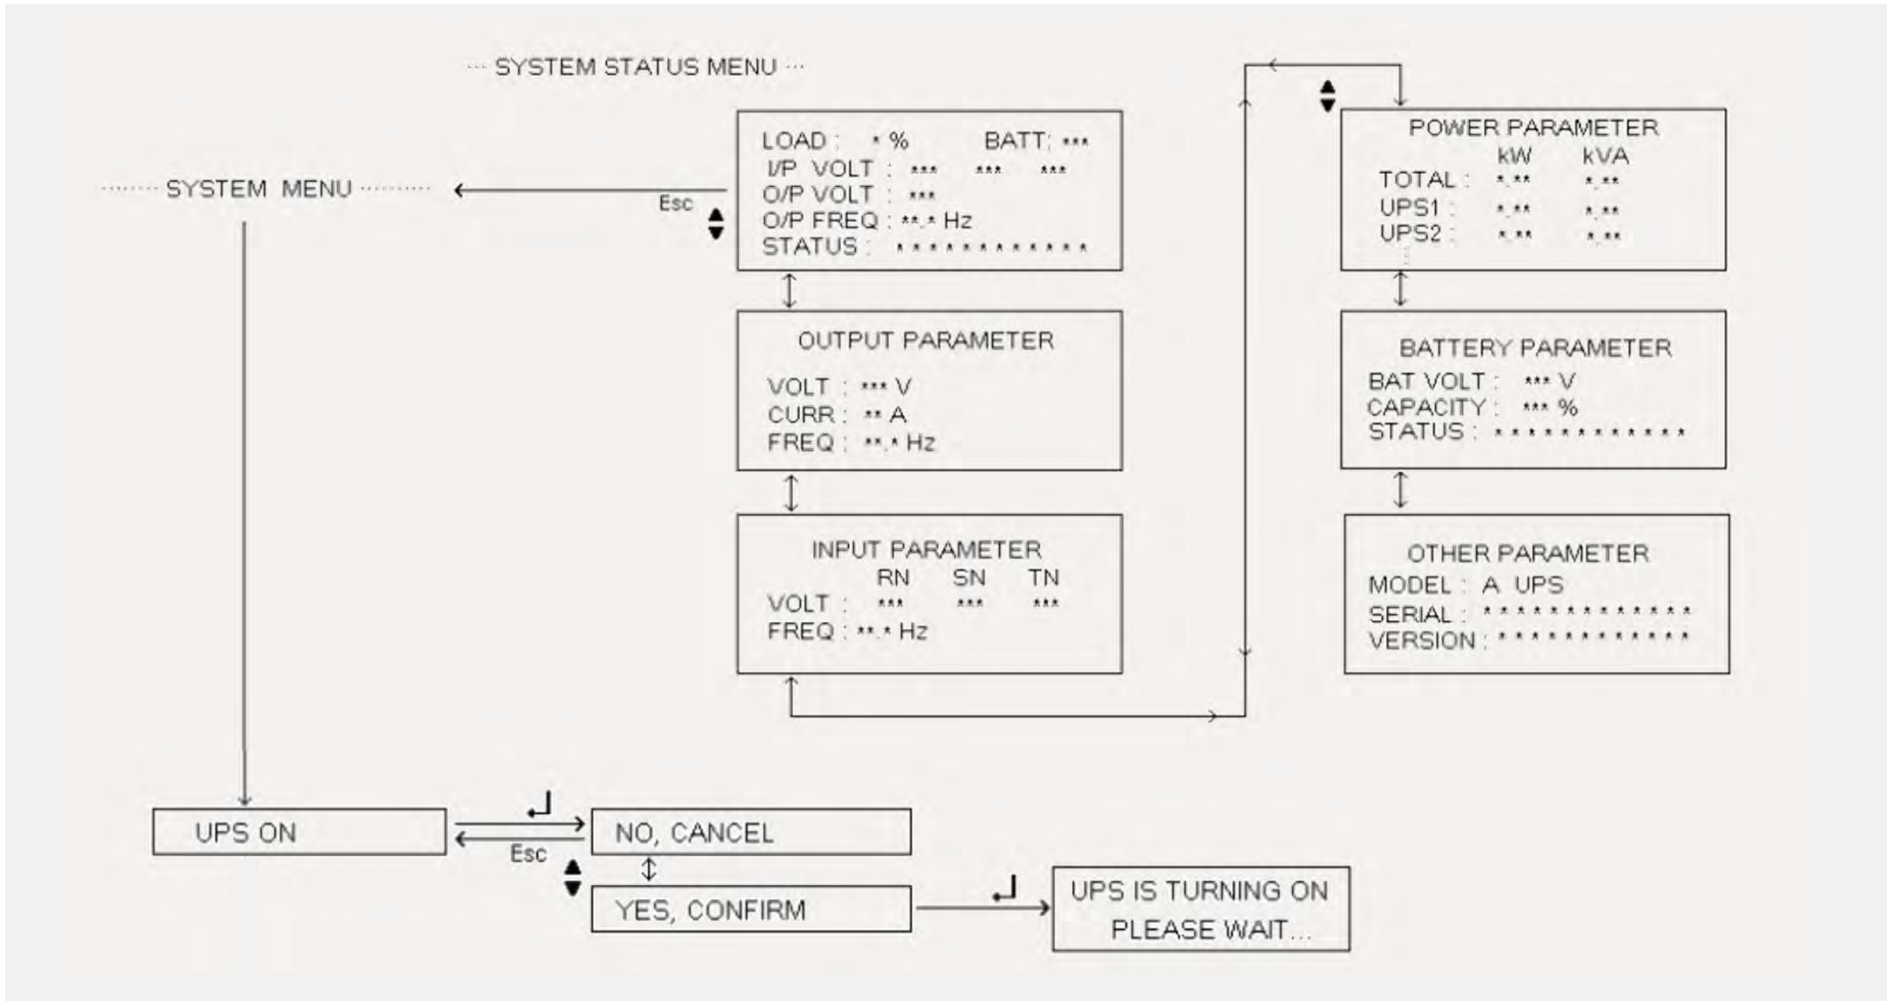 ··· SYSTEM STATUS MENU ···
LOAD : * % BATT: ***
I/P VOLT : *** *** ***
O/P VOLT : ***
O/P FREQ : **.* Hz
STATUS : * * * * * * * * * * * *
········ SYSTEM MENU ··········
Esc
OUTPUT PARAMETER
VOLT : *** V
CURR : ** A
FREQ : **.* Hz
INPUT PARAMETER
RN SN TN
VOLT : *** *** ***
FREQ : **.* Hz
POWER PARAMETER
kW kVA
TOTAL : *.** *.**
UPS1 : *.** *.**
UPS2 : *.** *.**
BATTERY PARAMETER
BAT VOLT : *** V
CAPACITY : *** %
STATUS : * * * * * * * * * * * *
OTHER PARAMETER
MODEL : A UPS
SERIAL : * * * * * * * * * * * * *
VERSION : * * * * * * * * * * * *
UPS ON
Esc
NO, CANCEL
YES, CONFIRM
UPS IS TURNING ON
PLEASE WAIT...